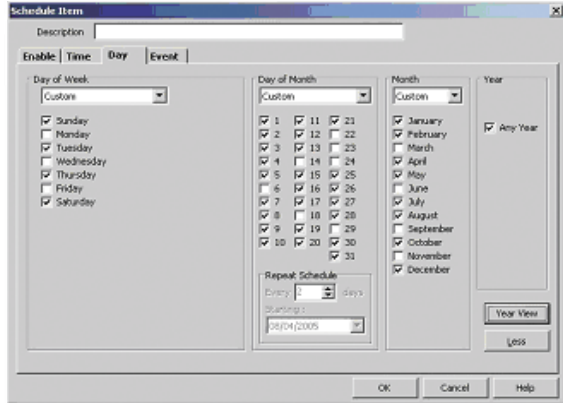 Schedule Item
Description
Enable Time Day Event
Day of Week
Custom
Sunday
Monday
Tuesday
Wednesday
Thursday
Friday
Saturday
Day of Month
Custom
1 11 21
2 12 22
3 13 23
4 14 24
5 15 25
6 16 26
7 17 27
8 18 28
9 19 29
10 20 30
31
Repeat Schedule
Every 2 days
Starting:
08/04/2005
Month
Custom
January
February
March
April
May
June
July
August
September
October
November
December
Year
Any Year
Year View
Less
OK Cancel Help